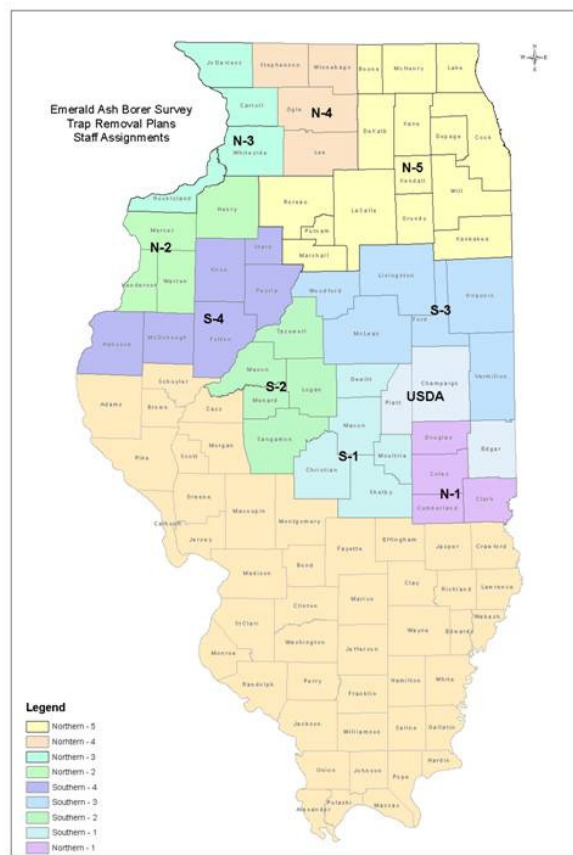 N
Emerald Ash Borer Survey
Trap Removal Plans
Staff Assignments
JoDaviess Stephenson Winnebago Boone McHenry Lake
Carroll Ogle N-4 DeKalb Kane Cook
N-3 Dupage
Whiteside Lee N-5
Kendall Will
RockIsland Henry Bureau LaSalle Grundy
Mercer Putnam Kankakee
N-2 Marshall
Henderson Warren Knox Stark Peoria Livingston
Woodford S-3 Iroquois
S-4 Ford
Hancock McDonough Fulton Tazewell McLean
Mason S-2 Logan Dewitt Champaign Vermilion
Schuyler Menard Piatt USDA
Adams Brown Cass Macon Douglas Edgar
Morgan Sangamon Moultrie
Pike Scott Christian S-1 Coles N-1 Clark
Shelby Cumberland
Greene Macoupin Montgomery Effingham Jasper Crawford
Calhoun Jersey Fayette
Madison Bond Clay Richland Lawrence
Clinton Marion Wabash
StClair Wayne Edwards
Monroe Washington Jefferson
Randolph Perry Hamilton White
Franklin
Jackson Williamson Saline Gallatin
Hardin
Union Johnson Pope
Alexander Pulaski Massac
Legend
Northern - 5
Northern - 4
Northern - 3
Northern - 2
Southern - 4
Southern - 3
Southern - 2
Southern - 1
Northern - 1